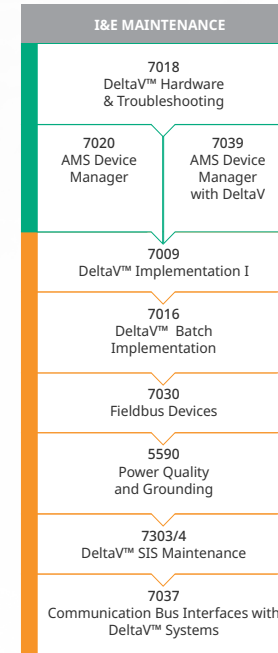 I&E MAINTENANCE
7018
DeltaV™ Hardware
& Troubleshooting
7020
AMS Device
Manager
7039
AMS Device
Manager
with DeltaV
7009
DeltaV™ Implementation I
7016
DeltaV™ Batch
Implementation
7030
Fieldbus Devices
5590
Power Quality
and Grounding
7303/4
DeltaV™ SIS Maintenance
7037
Communication Bus Interfaces with
DeltaV™ Systems